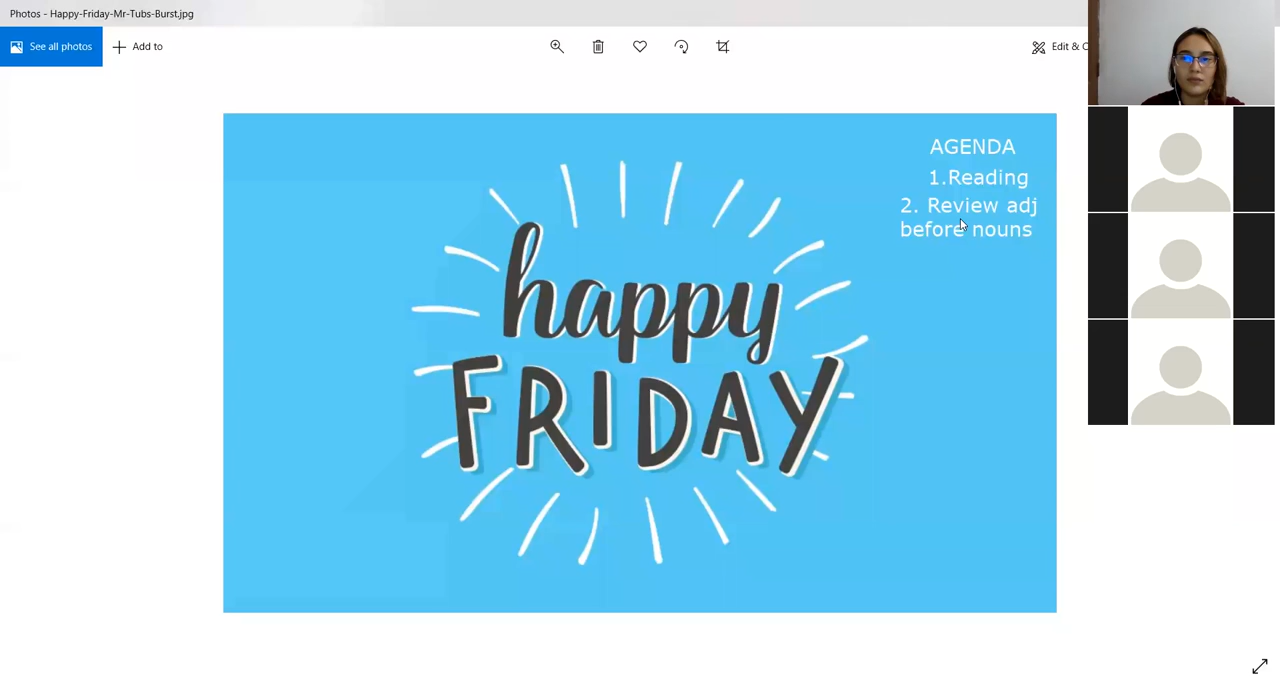 Photos - Happy-Friday-Mr-Tubs-Burst.jpg
See all photos
Add to
Edit & C
AGENDA
1.Reading
2. Review adj
before nouns
happy
FRIDAY